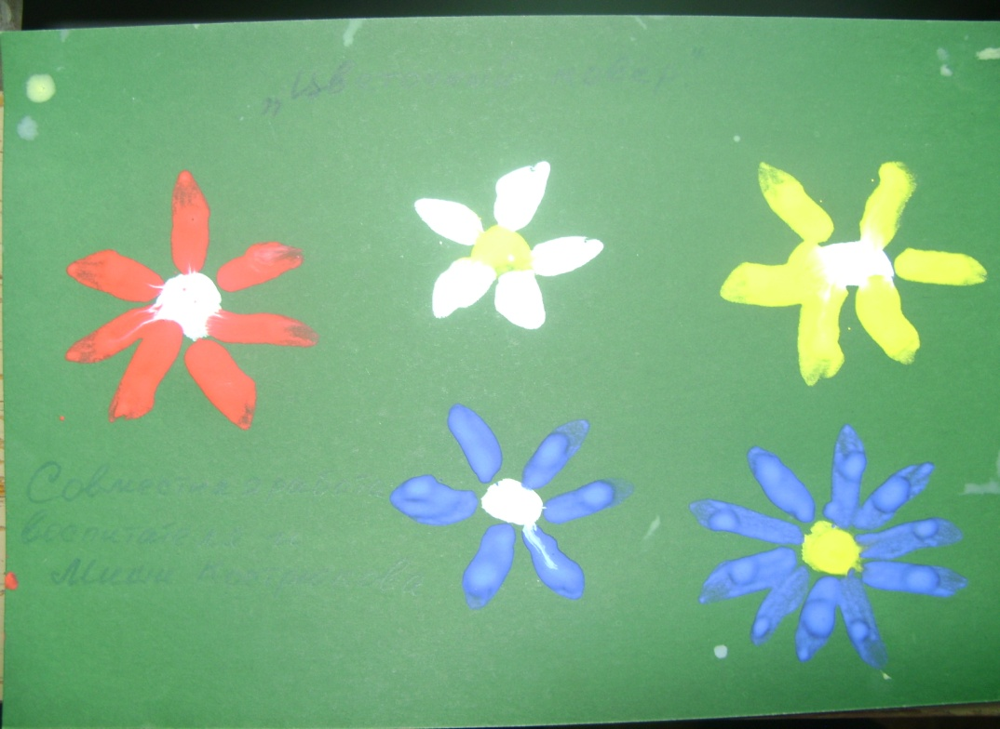 „Цветочный ковер"
Совместная работа
воспитателя и
Миши